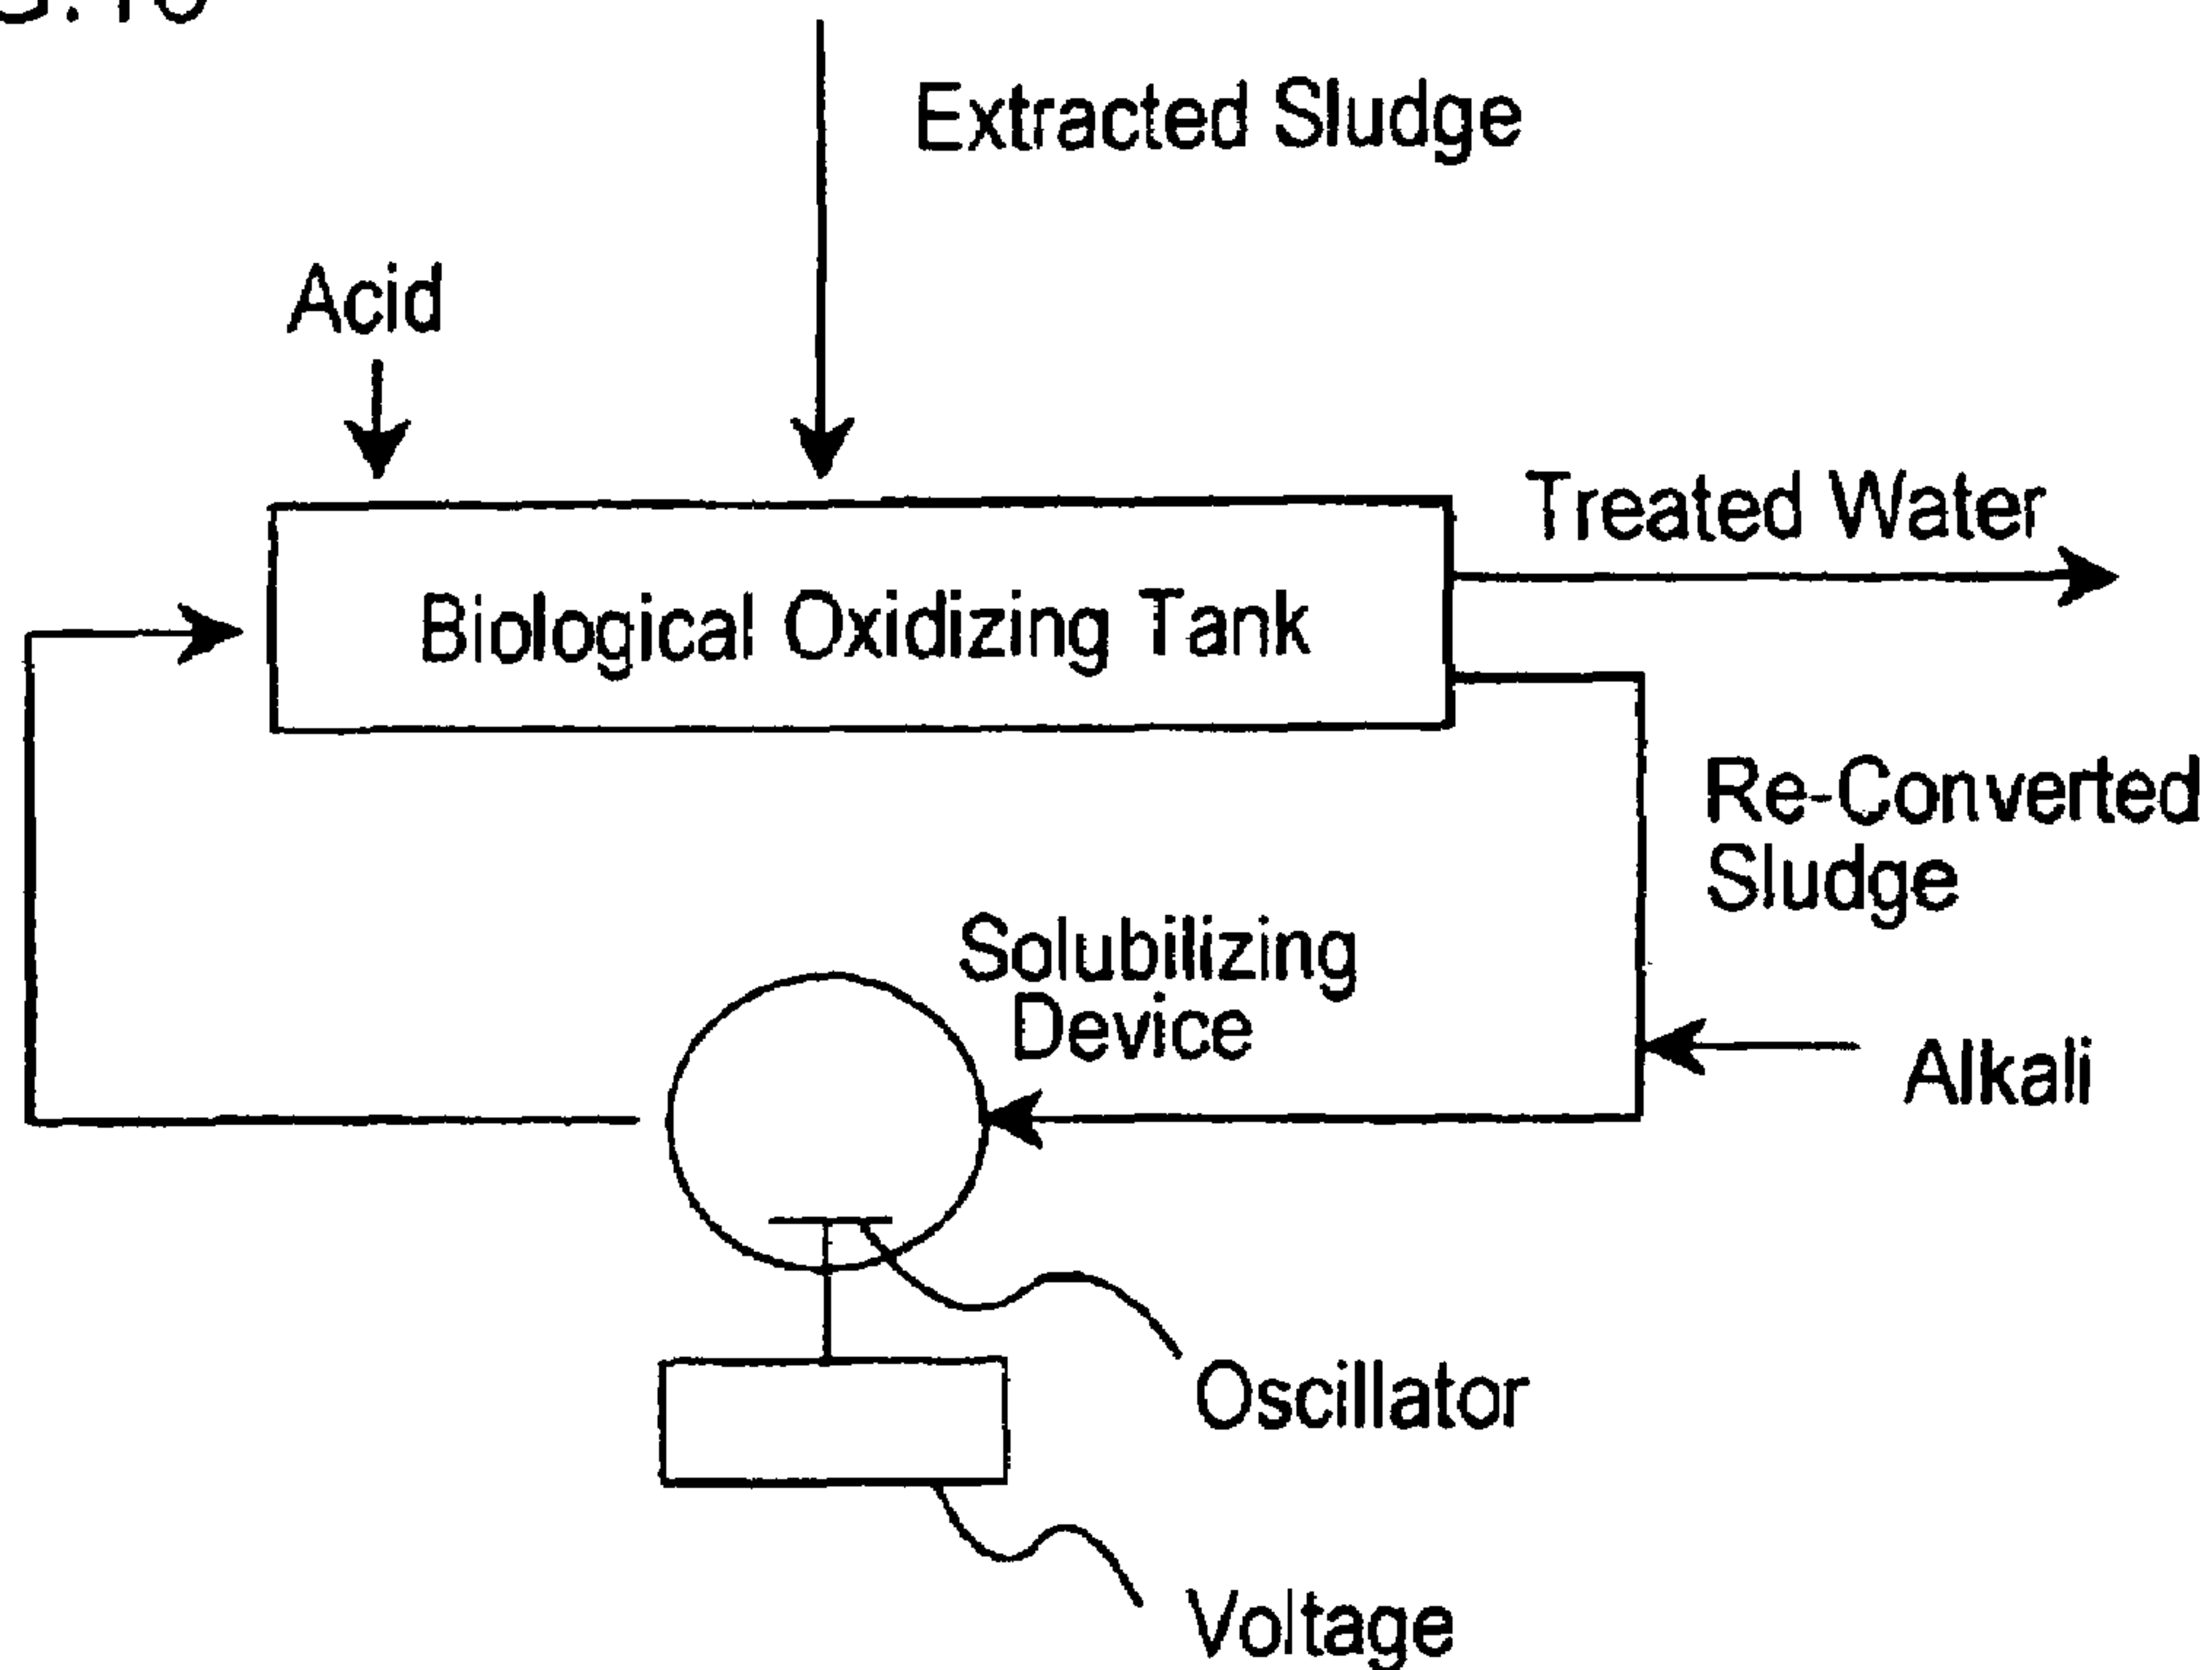 Extracted Sludge
Acid
Treated Water
Biological Oxidizing Tank
Re-Converted
Sludge
Solubilizing
Device
Alkali
Oscillator
Voltage